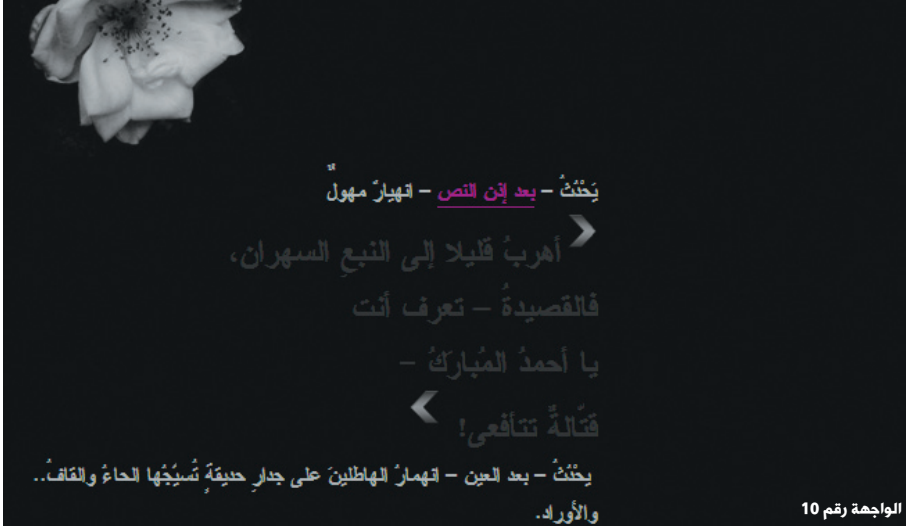 يَحْدُثُ – بعد إذن النص – انهيارٌ مهولٌ
أهربُ قليلا إلى النبعِ السهران،
فالقصيدةُ – تعرف أنت
يا أحمدُ المُبارَكُ –
قتّالةٌ تتأفعى!
يحْدُثُ – بعد العين – انهمارُ الهاطلينَ على جدارِ حديقةٍ تُسيّجُها الحاءُ والقافُ..
والأوراد.
الواجهة رقم 10